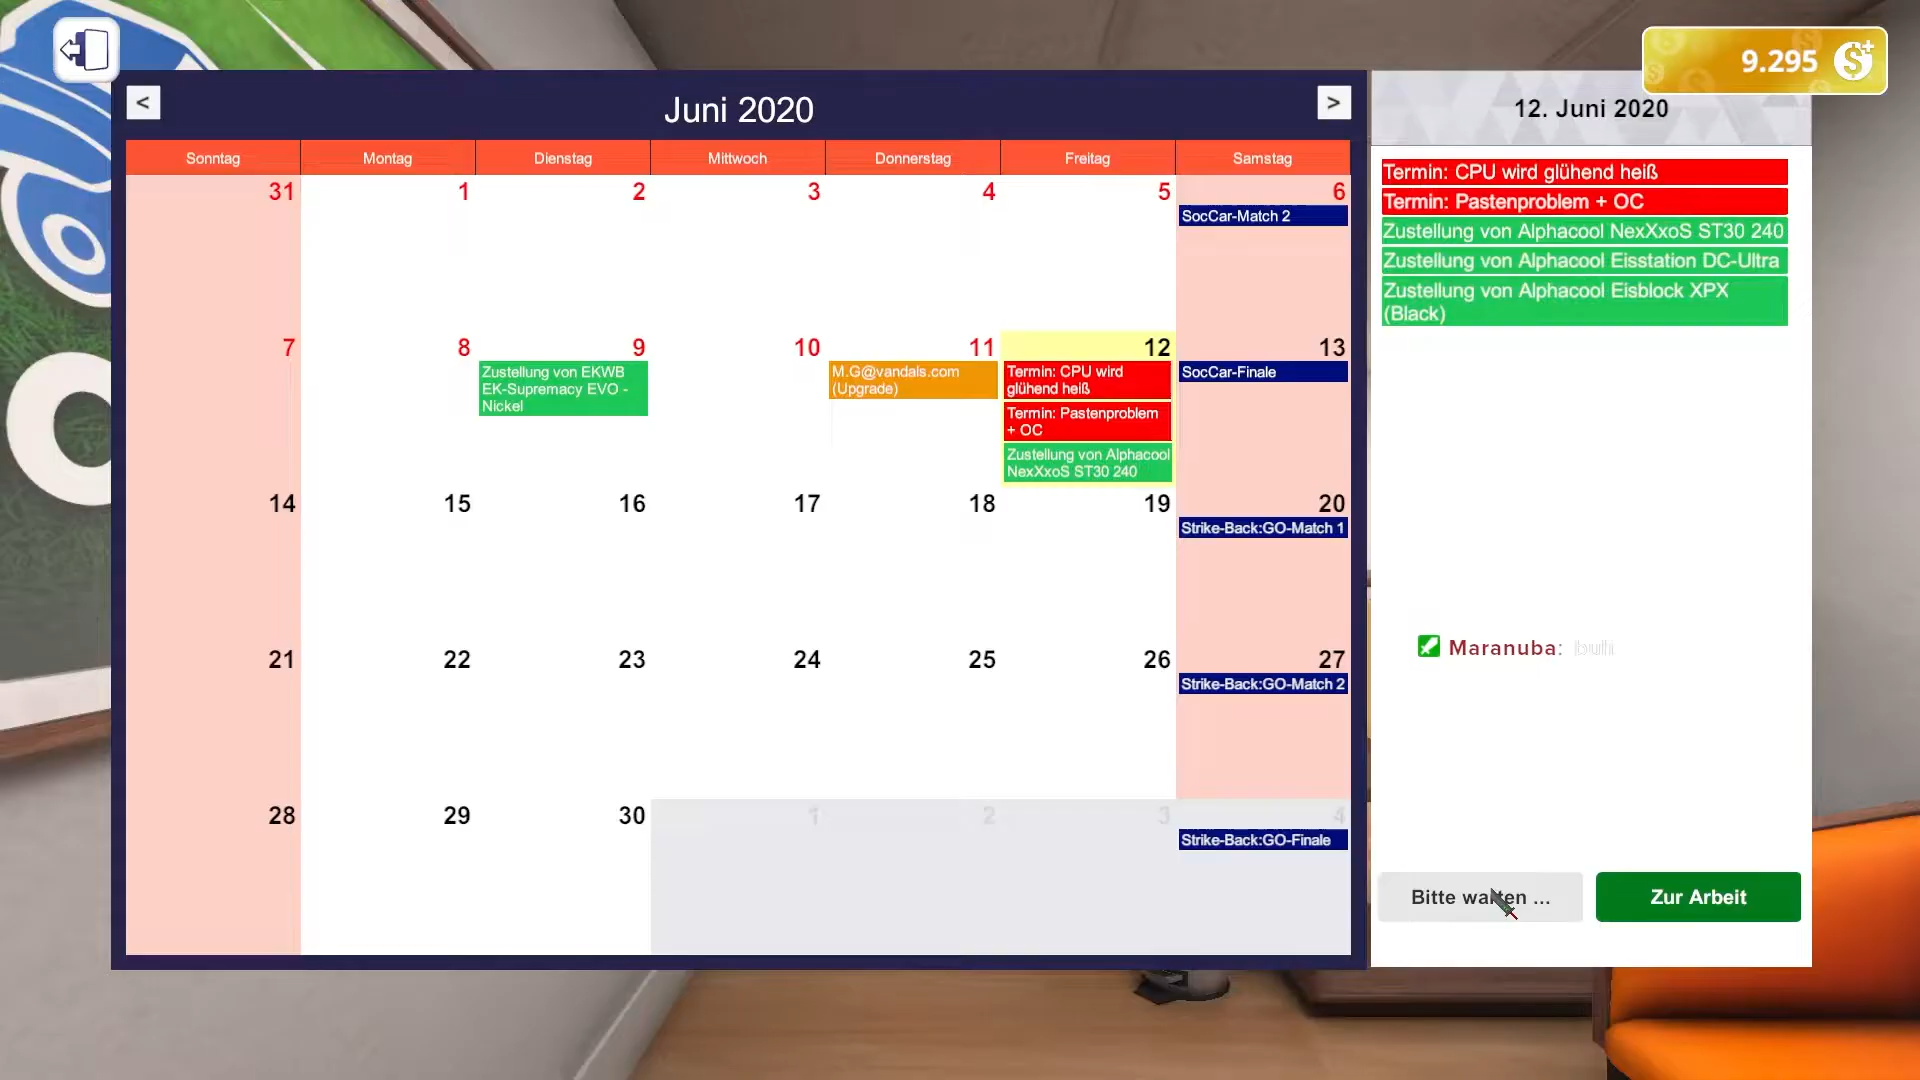 9.295
<
Juni 2020
>
12. Juni 2020
Sonntag
Montag
Dienstag
Mittwoch
Donnerstag
Freitag
Samstag
31
1
2
3
4
5
6
SocCar-Match 2
7
8
9
10
11
12
13
Zustellung von EKWB
EK-Supremacy EVO -
Nickel
M.G@vandals.com
(Upgrade)
Termin: CPU wird
glühend heiß
Termin: Pastenproblem
+ OC
Zustellung von Alphacool
NexXxoS ST30 240
SocCar-Finale
14
15
16
17
18
19
20
Strike-Back:GO-Match 1
21
22
23
24
25
26
27
Strike-Back:GO-Match 2
28
29
30
1
2
3
4
Strike-Back:GO-Finale
Termin: CPU wird glühend heiß
Termin: Pastenproblem + OC
Zustellung von Alphacool NexXxoS ST30 240
Zustellung von Alphacool Eisstation DC-Ultra
Zustellung von Alphacool Eisblock XPX
(Black)
Maranuba: buh
Bitte warten ...
Zur Arbeit